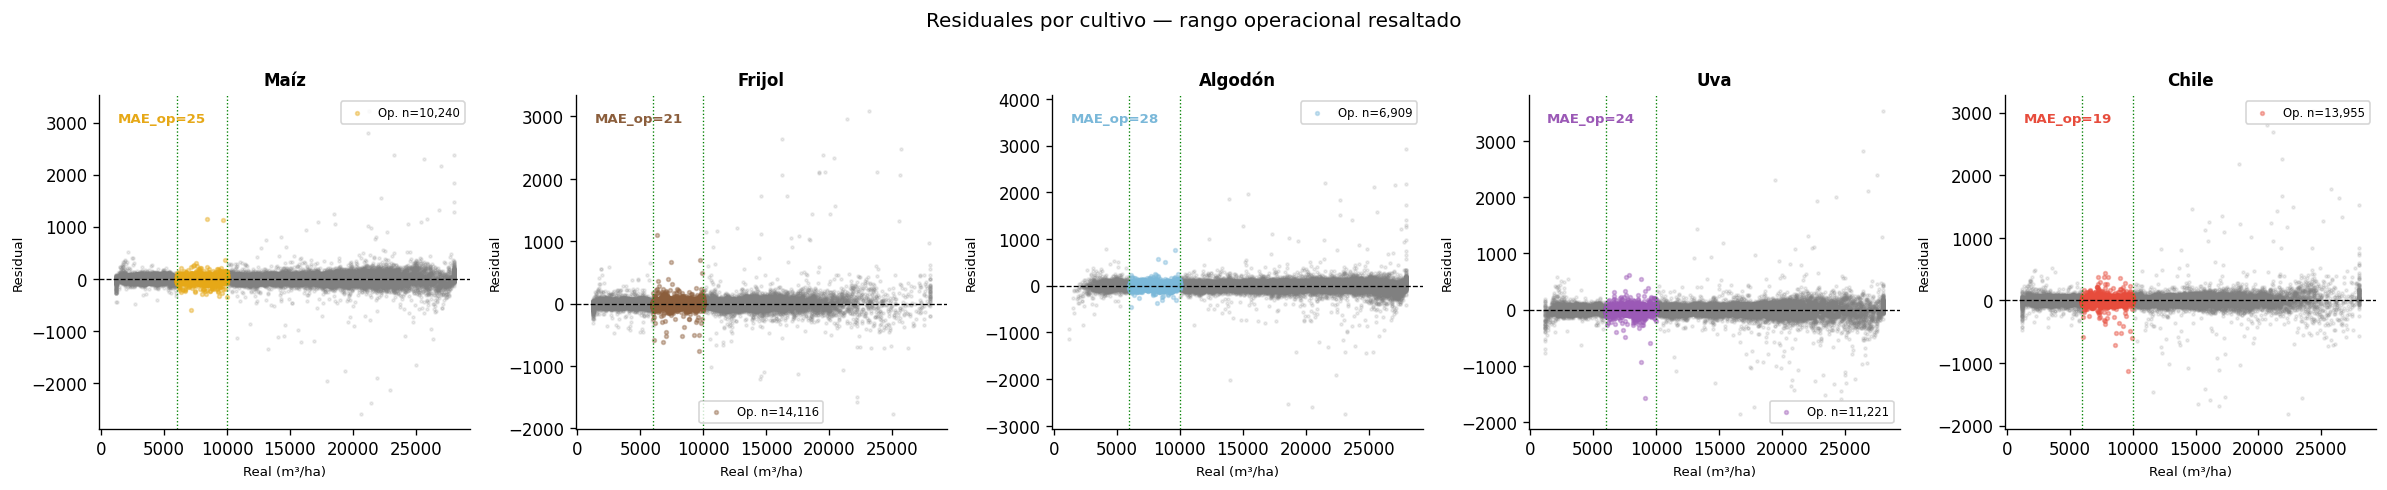 Residuales por cultivo — rango operacional resaltado
Maíz
MAE_op=25
Op. n=10,240
3000
2000
1000
0
−1000
−2000
Residual
0 5000 10000 15000 20000 25000
Real (m³/ha)
Frijol
MAE_op=21
Op. n=14,116
3000
2000
1000
0
−1000
−2000
Residual
0 5000 10000 15000 20000 25000
Real (m³/ha)
Algodón
MAE_op=28
Op. n=6,909
4000
3000
2000
1000
0
−1000
−2000
−3000
Residual
0 5000 10000 15000 20000 25000
Real (m³/ha)
Uva
MAE_op=24
Op. n=11,221
3000
2000
1000
0
−1000
−2000
Residual
0 5000 10000 15000 20000 25000
Real (m³/ha)
Chile
MAE_op=19
Op. n=13,955
3000
2000
1000
0
−1000
−2000
Residual
0 5000 10000 15000 20000 25000
Real (m³/ha)